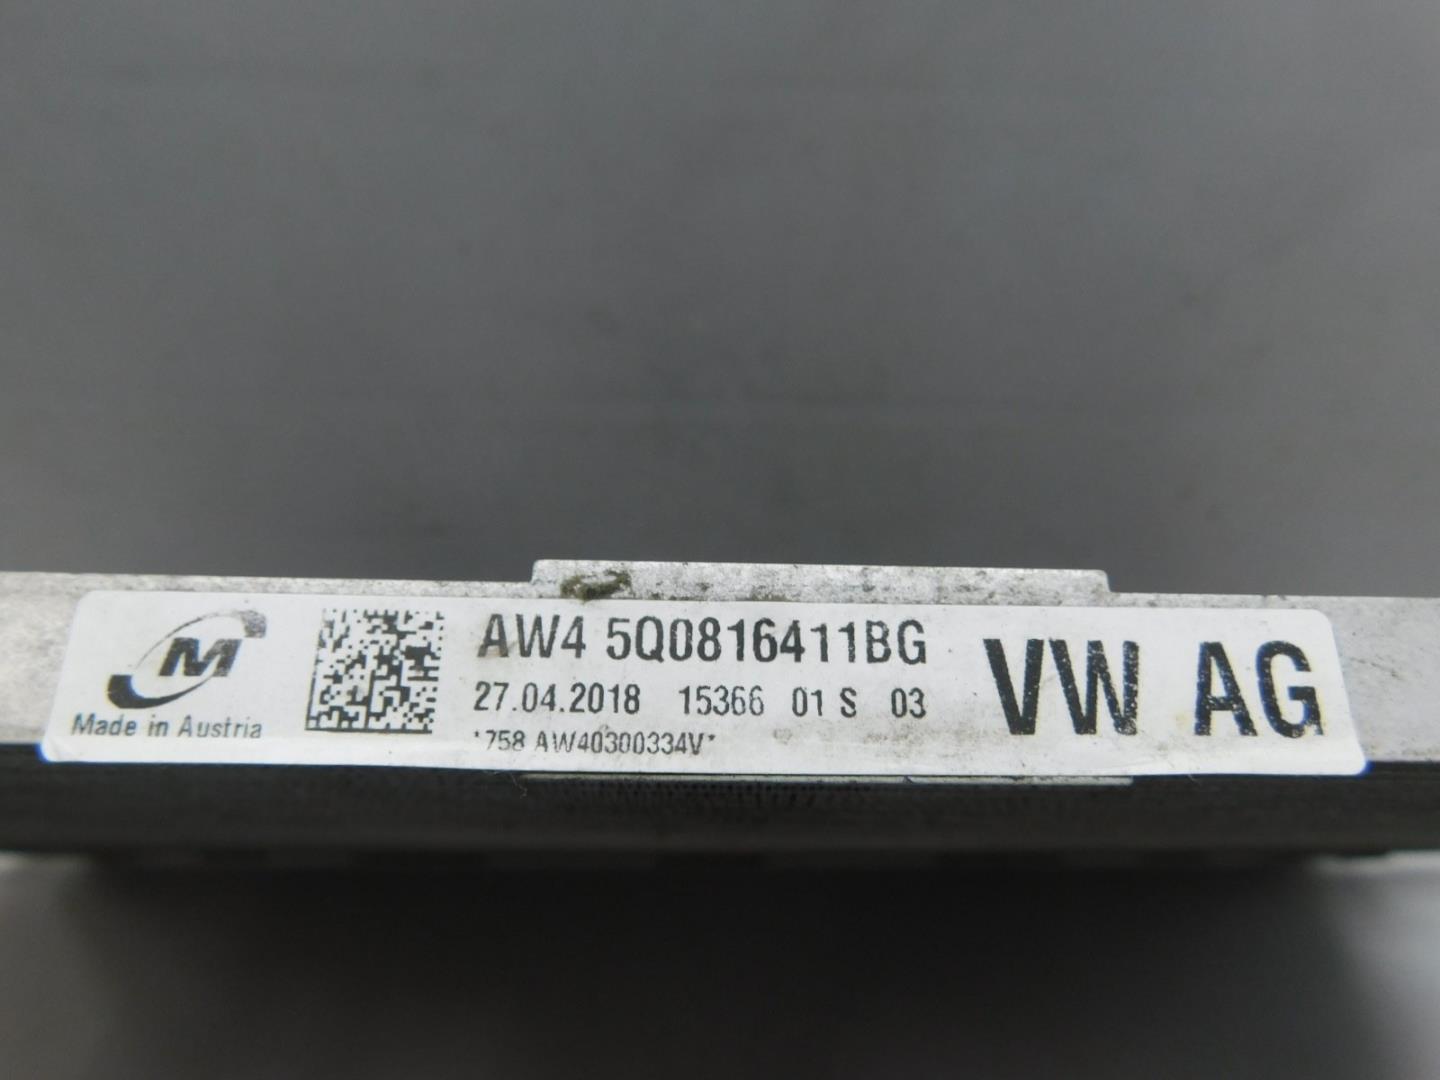 M
Made in Austria
AW4 5Q0816411BG
27.04.2018 15366 01 S 03
*758 AW40300334V*
VW AG